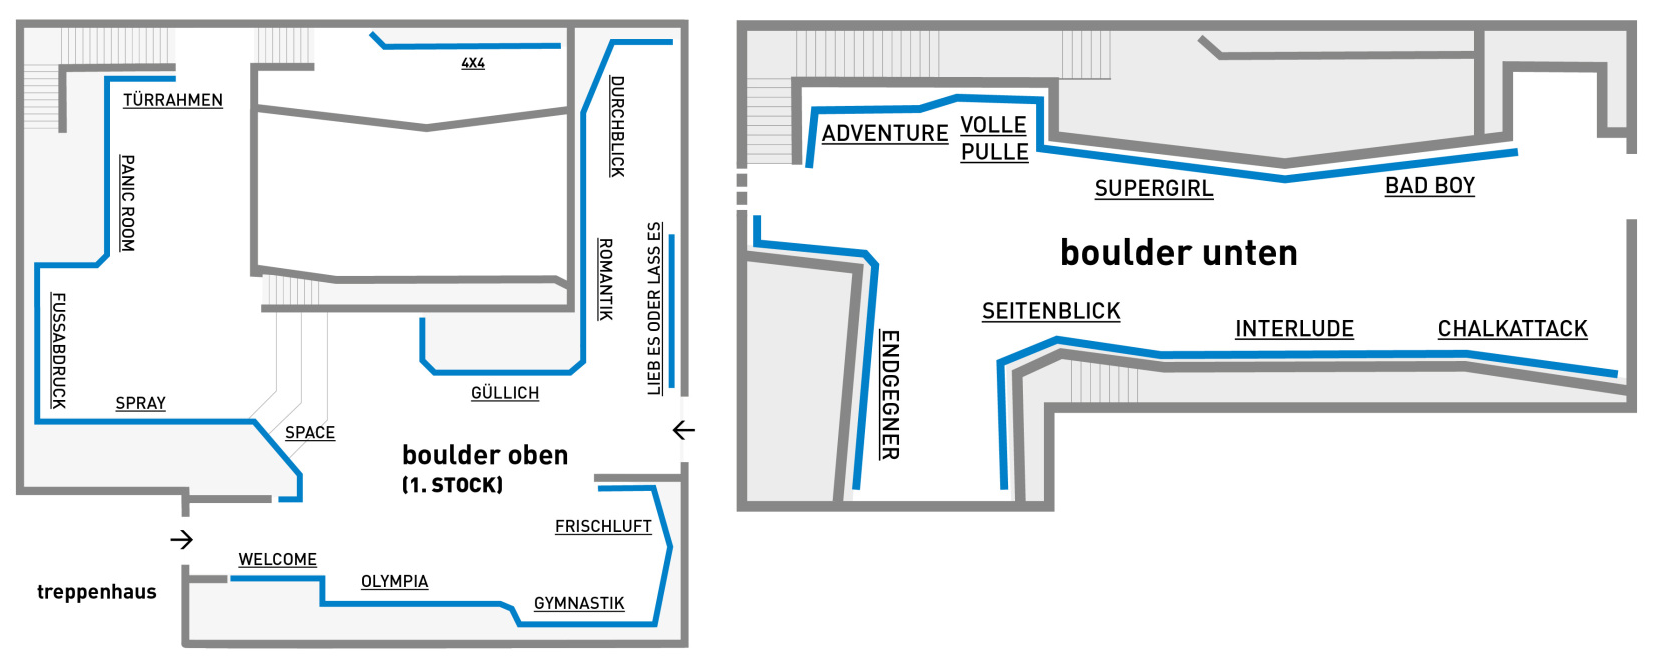 4X4
TÜRRAHMEN
DURCHBLICK
PANIC ROOM
ROMANTIK
LIEB ES ODER LASS ES
FUSSABDRUCK
SPRAY
GÜLLICH
SPACE
boulder oben
(1. STOCK)
FRISCHLUFT
WELCOME
OLYMPIA
GYMNASTIK
treppenhaus
ADVENTURE
VOLLE
PULLE
SUPERGIRL
BAD BOY
boulder unten
SEITENBLICK
INTERLUDE
CHALKATTACK
ENDGEGNER